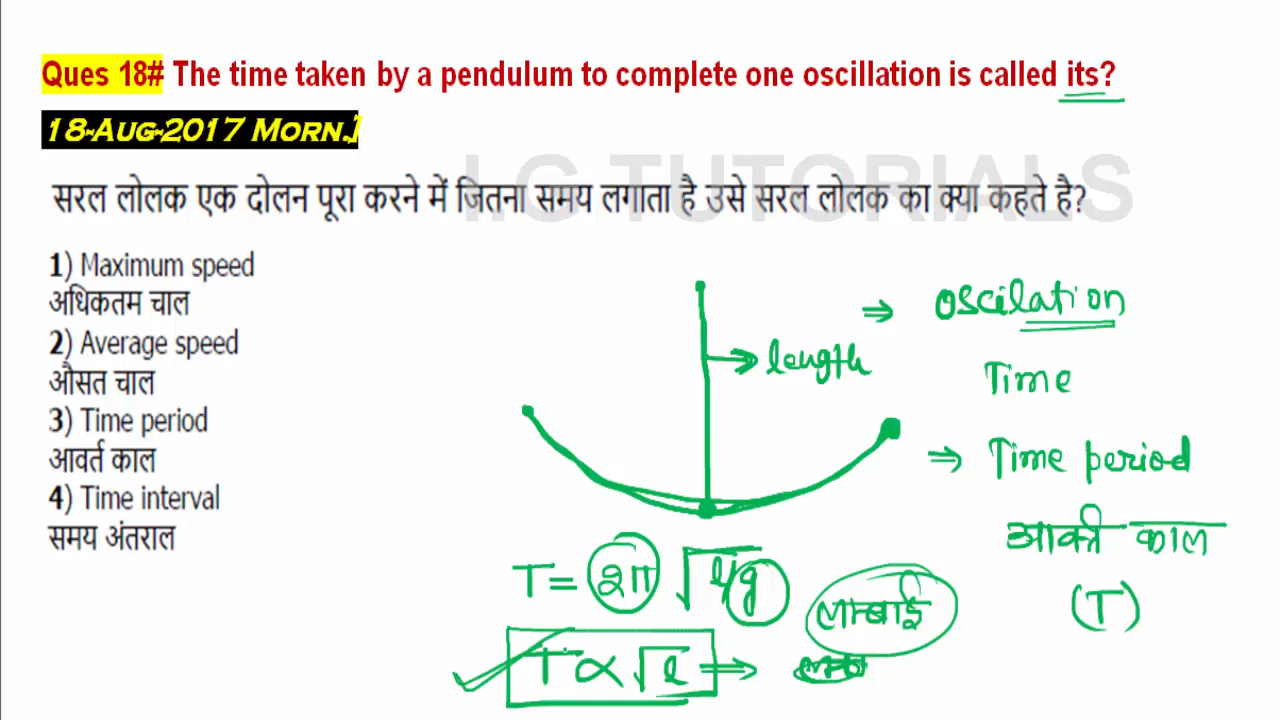 Ques 18# The time taken by a pendulum to complete one oscillation is called its?
18-Aug-2017 Morn.]
I.G TUTORIALS
सरल लोलक एक दोलन पूरा करने में जितना समय लगाता है उसे सरल लोलक का क्या कहते है?
1) Maximum speed
अधिकतम चाल
2) Average speed
औसत चाल
3) Time period
आवर्त काल
4) Time interval
समय अंतराल
⇒ Oscilation
→ length
Time
⇒ Time period
काल
T = 2π √l/g
(T)
T ∝ √l ⇒